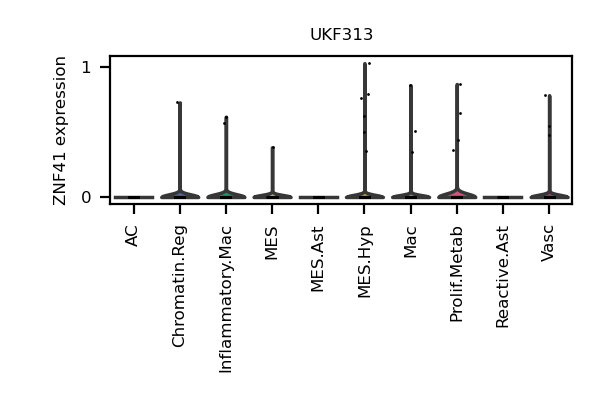 UKF313
ZNF41 expression
1
0
AC
Chromatin.Reg
Inflammatory.Mac
MES
MES.Ast
MES.Hyp
Mac
Prolif.Metab
Reactive.Ast
Vasc